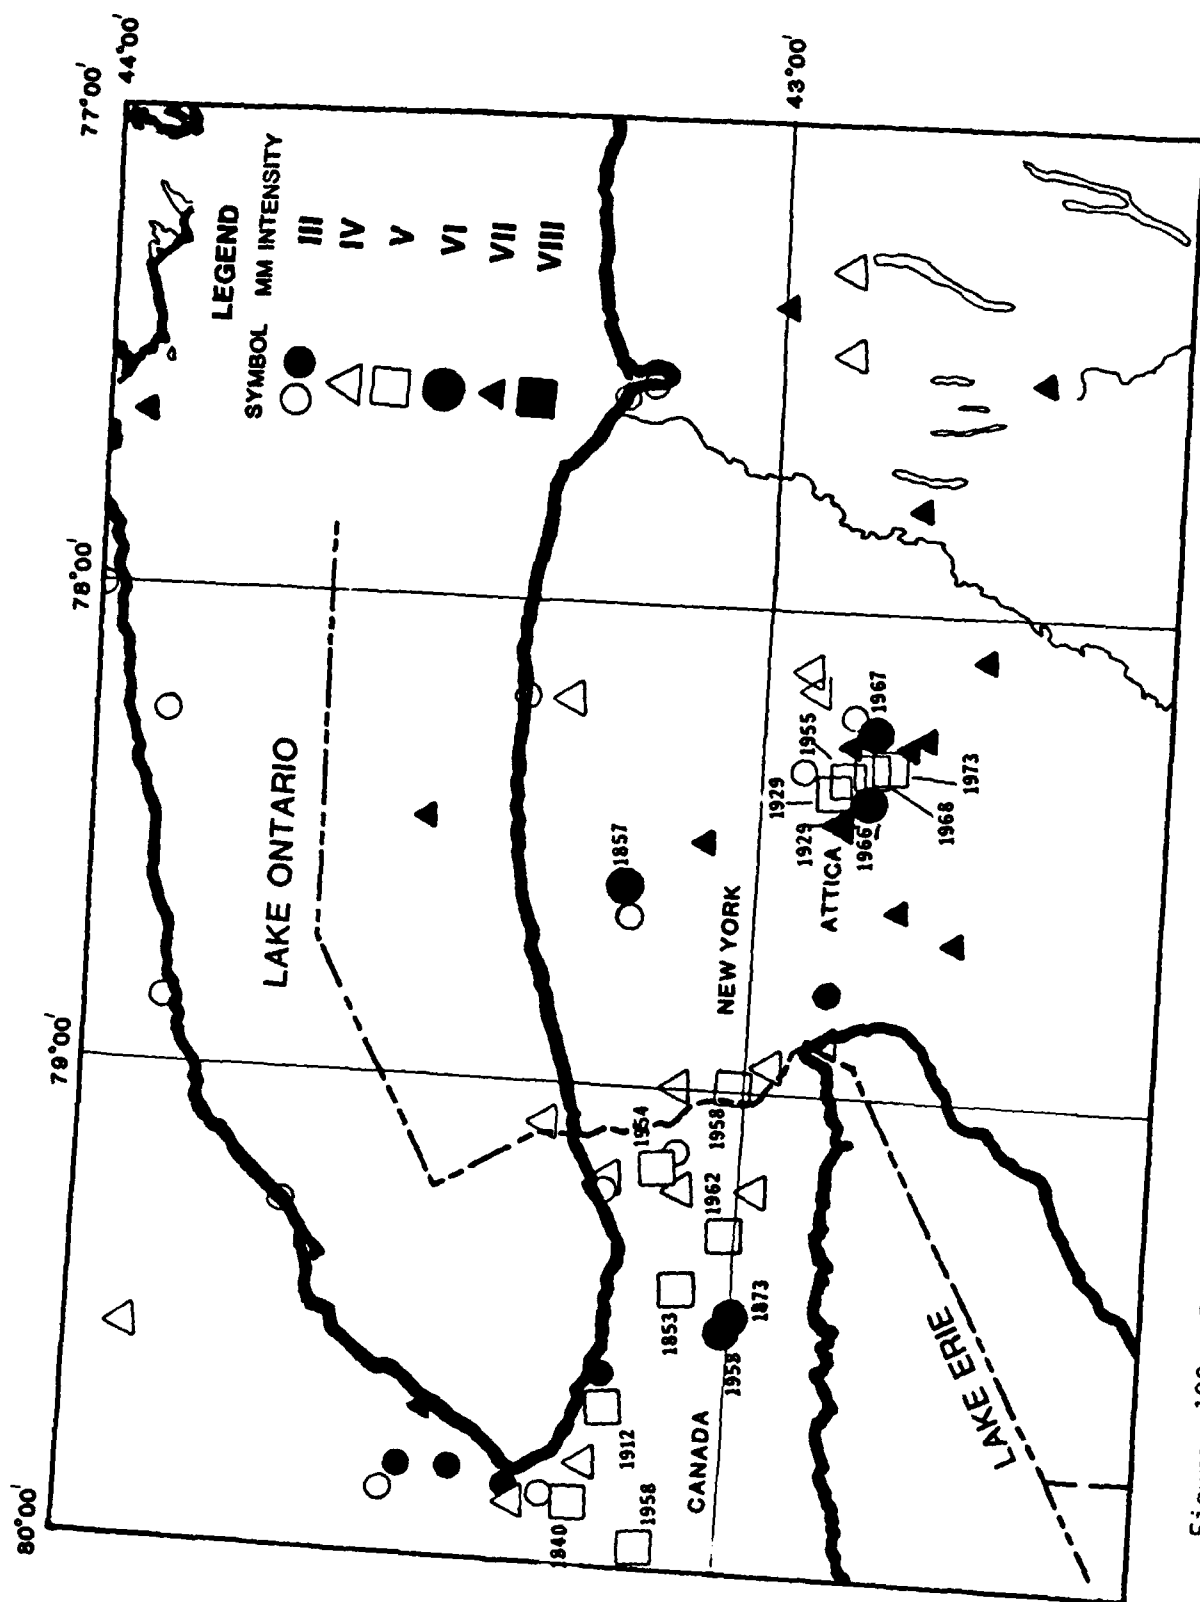 80°00'
79°00'
78°00'
77°00'
44°00'
43°00'
LEGEND
SYMBOL MM INTENSITY
III
IV
V
VI
VII
VIII
LAKE ONTARIO
1857
NEW YORK
1954
1958
1962
1853
1873
1958
1912
1840
1958
CANADA
LAKE ERIE
ATTICA
1929
1955
1967
1929
1966
1968
1973